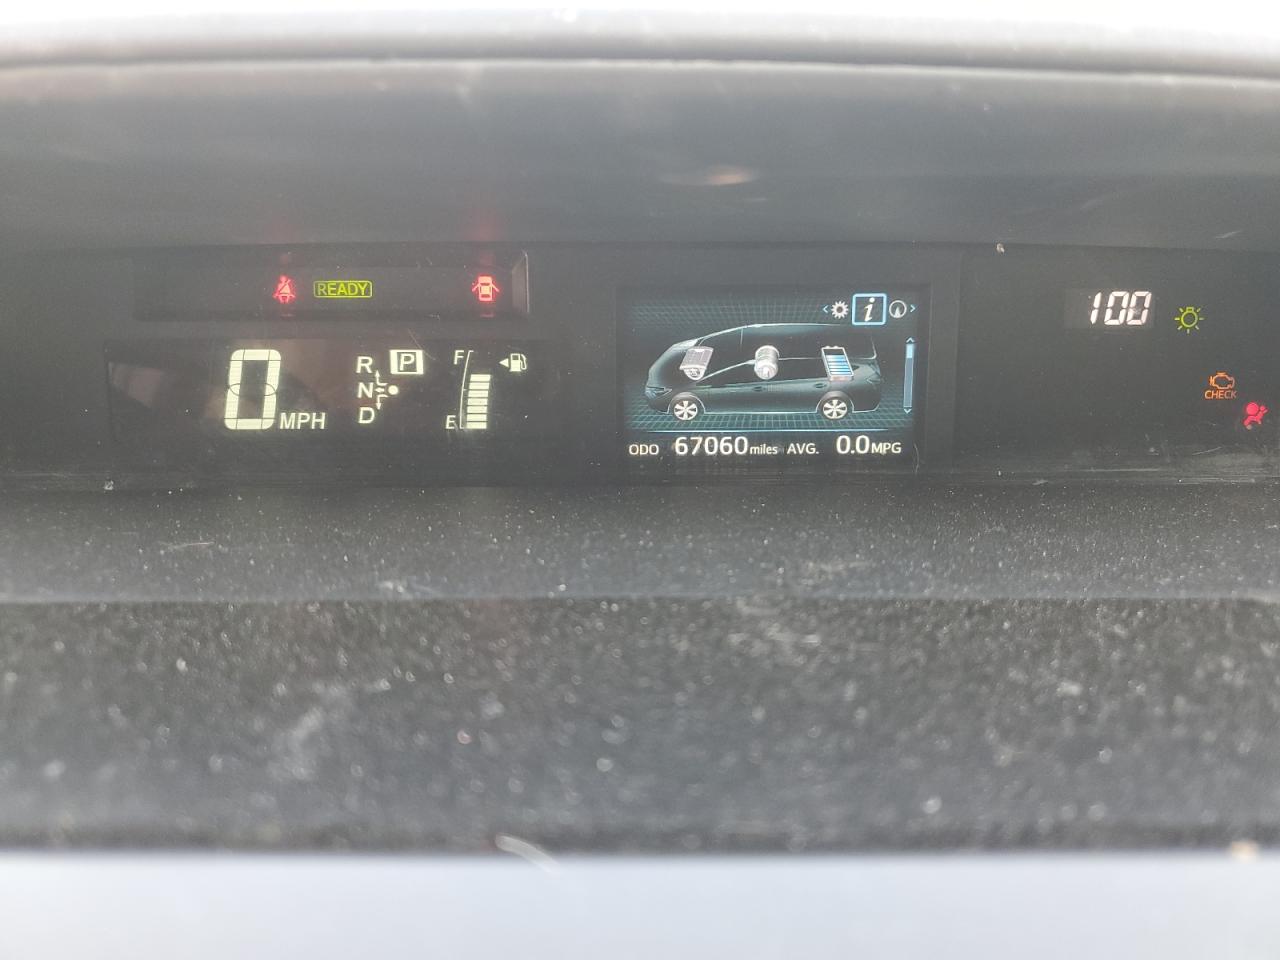 READY
0 MPH
R P
N
D
F
E
i
ODO 67060 miles AVG. 0.0 MPG
100
CHECK